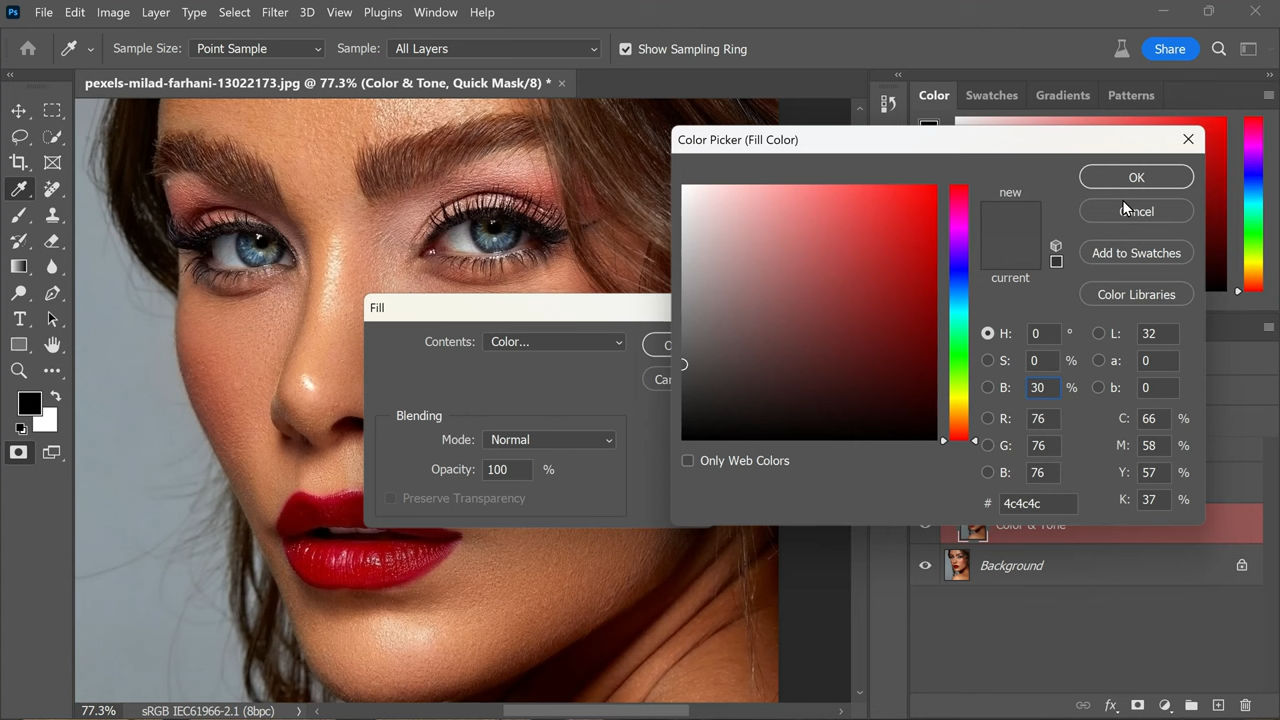 Ps File Edit Image Layer Type Select Filter 3D View Plugins Window Help
Sample Size: Point Sample Sample: All Layers Show Sampling Ring Share
pexels-milad-farhani-13022173.jpg @ 77.3% (Color & Tone, Quick Mask/8) * ×
Color Swatches Gradients Patterns
Color Picker (Fill Color)
new
current
OK
Cancel
Add to Swatches
Color Libraries
H: 0 ° L: 32
S: 0 % a: 0
B: 30 % b: 0
R: 76 C: 66 %
G: 76 M: 58 %
B: 76 Y: 57 %
# 4c4c4c K: 37 %
Only Web Colors
Fill
Contents: Color...
Blending
Mode: Normal
Opacity: 100 %
Preserve Transparency
Color & Tone
Background
77.3% sRGB IEC61966-2.1 (8bpc)
fx